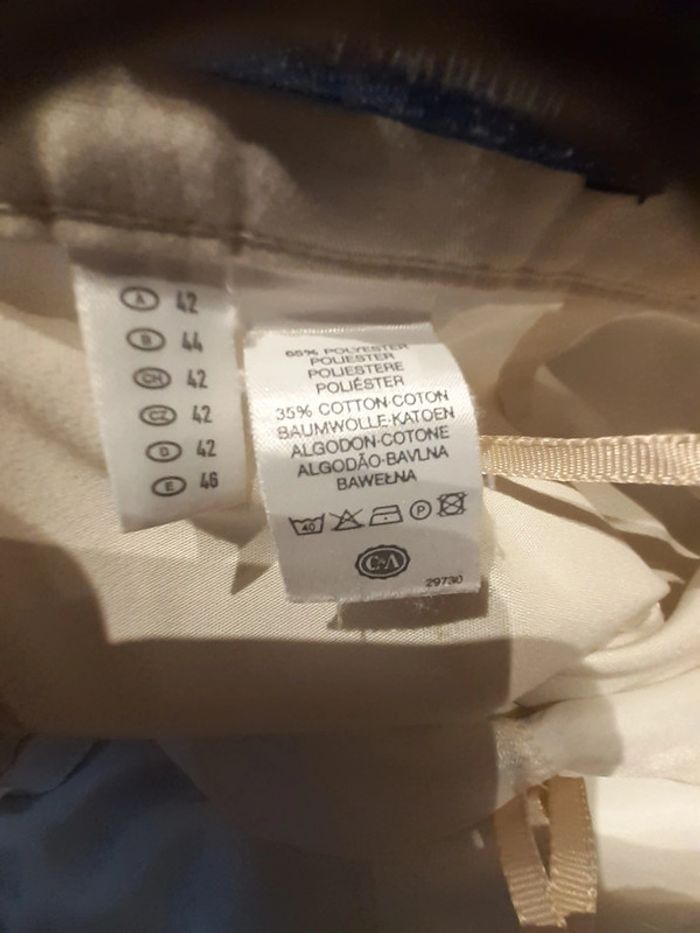 A 42
B 44
CH 42
CZ 42
D 42
E 46
65% POLYESTER
POLIESTER
POLIESTERE
POLIÉSTER
35% COTTON·COTON
BAUMWOLLE·KATOEN
ALGODON·COTONE
ALGODÃO·BAVLNA
BAWEŁNA
40 P
C&A
29730